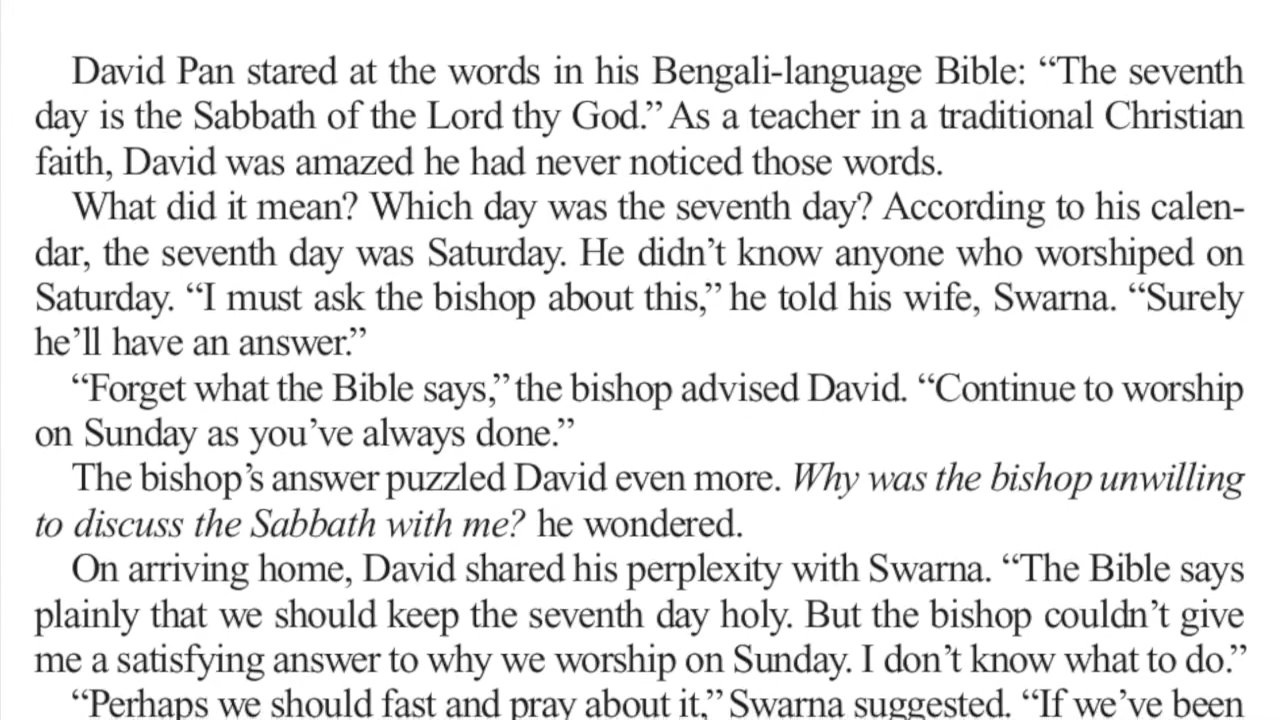 David Pan stared at the words in his Bengali-language Bible: “The seventh
day is the Sabbath of the Lord thy God.” As a teacher in a traditional Christian
faith, David was amazed he had never noticed those words.
What did it mean? Which day was the seventh day? According to his calen-
dar, the seventh day was Saturday. He didn’t know anyone who worshiped on
Saturday. “I must ask the bishop about this,” he told his wife, Swarna. “Surely
he’ll have an answer.”
“Forget what the Bible says,” the bishop advised David. “Continue to worship
on Sunday as you’ve always done.”
The bishop’s answer puzzled David even more. Why was the bishop unwilling
to discuss the Sabbath with me? he wondered.
On arriving home, David shared his perplexity with Swarna. “The Bible says
plainly that we should keep the seventh day holy. But the bishop couldn’t give
me a satisfying answer to why we worship on Sunday. I don’t know what to do.”
“Perhaps we should fast and pray about it,” Swarna suggested. “If we’ve been